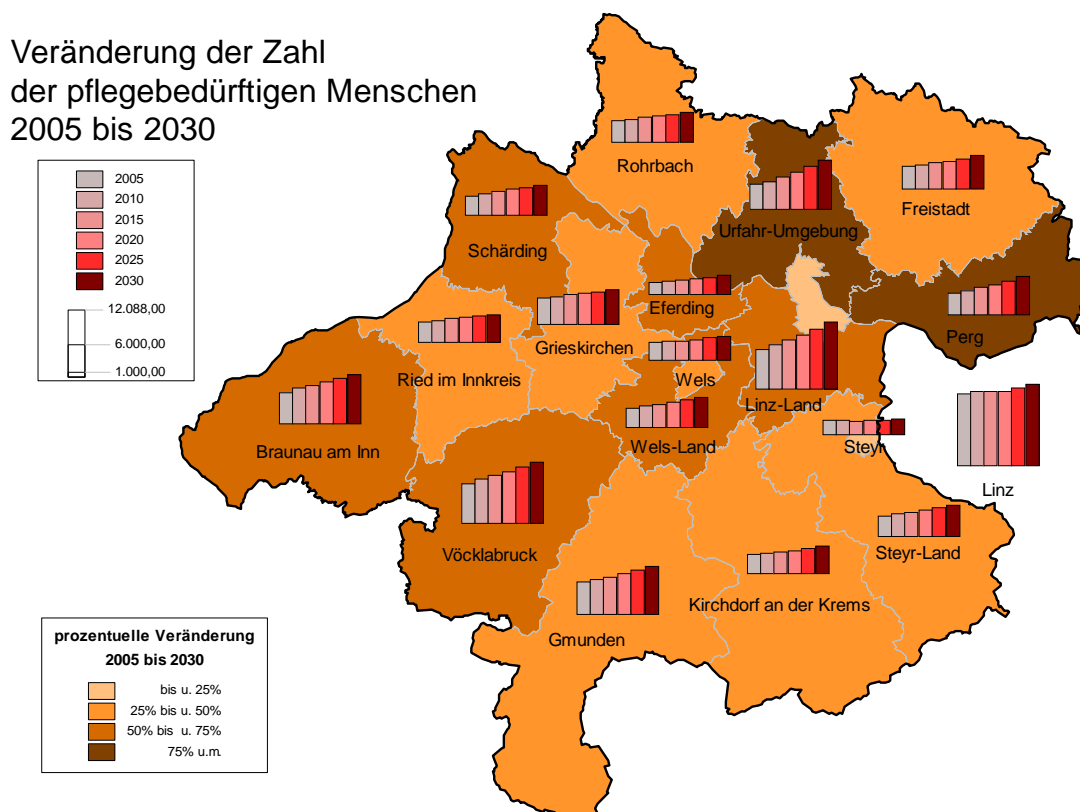 Veränderung der Zahl
der pflegebedürftigen Menschen
2005 bis 2030
2005
2010
2015
2020
2025
2030
12.088,00
6.000,00
1.000,00
Rohrbach
Freistadt
Urfahr-Umgebung
Schärding
Eferding
Perg
Grieskirchen
Ried im Innkreis
Wels
Linz-Land
Steyr
Wels-Land
Braunau am Inn
Linz
Vöcklabruck
Steyr-Land
Kirchdorf an der Krems
Gmunden
prozentuelle Veränderung
2005 bis 2030
bis u. 25%
25% bis u. 50%
50% bis u. 75%
75% u.m.